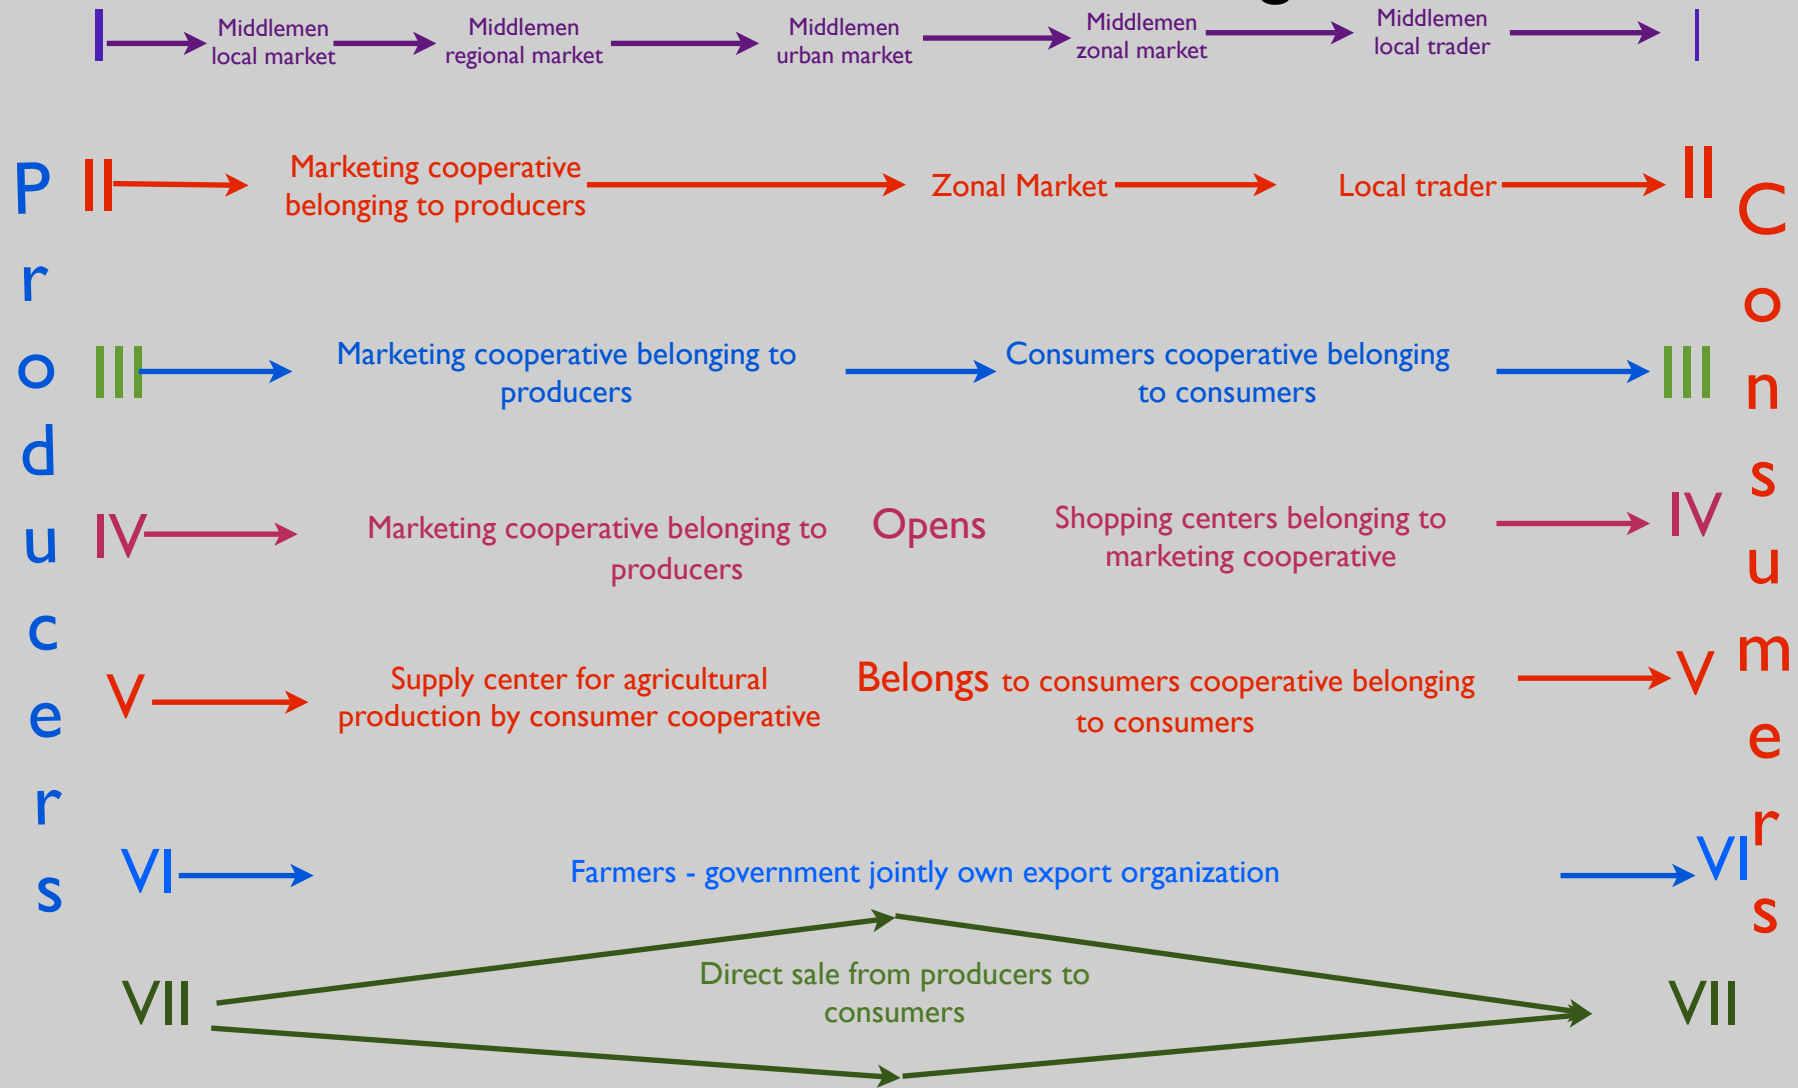 I
Middlemen
local market
Middlemen
regional market
Middlemen
urban market
Middlemen
zonal market
Middlemen
local trader
I
Producers
Consumers
II
Marketing cooperative
belonging to producers
Zonal Market
Local trader
II
III
Marketing cooperative belonging to
producers
Consumers cooperative belonging
to consumers
III
IV
Marketing cooperative belonging to
producers
Opens
Shopping centers belonging to
marketing cooperative
IV
V
Supply center for agricultural
production by consumer cooperative
Belongs to consumers cooperative belonging
to consumers
V
VI
Farmers - government jointly own export organization
VI
VII
Direct sale from producers to
consumers
VII